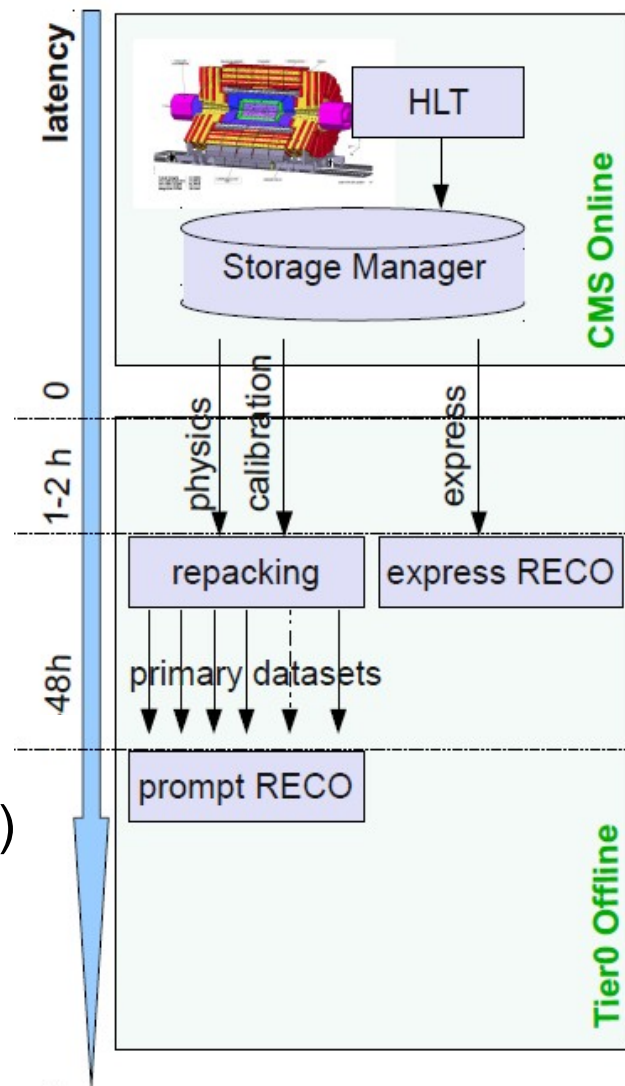 latency
HLT
Storage Manager
CMS Online
0
physics
calibration
express
1-2 h
repacking
express RECO
48h
primary datasets
prompt RECO
)
Tier0 Offline